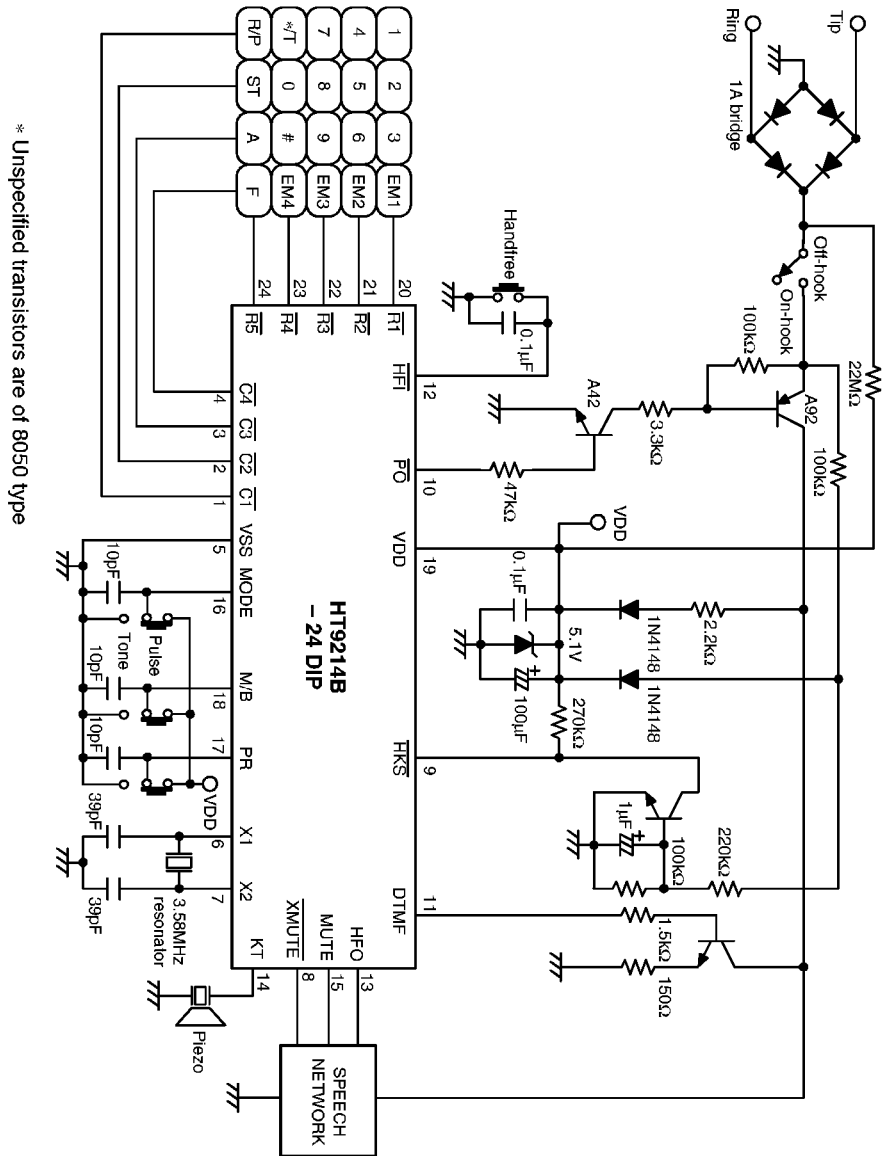 Tip
Ring
1A bridge
Off-hook
On-hook
22MΩ
100kΩ
A92
100kΩ
3.3kΩ
A42
47kΩ
Handfree
0.1μF
VDD
0.1μF
5.1V
100μF
+
1N4148
2.2kΩ
1N4148
270kΩ
1μF
+
100kΩ
220kΩ
1.5kΩ
150Ω
1 2 3 EM1
4 5 6 EM2
7 8 9 EM3
*/T 0 # EM4
R/P ST A F
20 21 22 23 24
R1 R2 R3 R4 R5
12 10 19 9 11
HFI PO VDD HKS DTMF
HT9214B
– 24 DIP
C4 C3 C2 C1 VSS MODE M/B PR X1 X2
4 3 2 1 5 16 18 17 6 7
KT XMUTE MUTE HFO
14 8 15 13
10pF
Tone
Pulse
10pF
10pF
VDD
39pF
39pF
3.58MHz
resonator
Piezo
SPEECH
NETWORK
* Unspecified transistors are of 8050 type